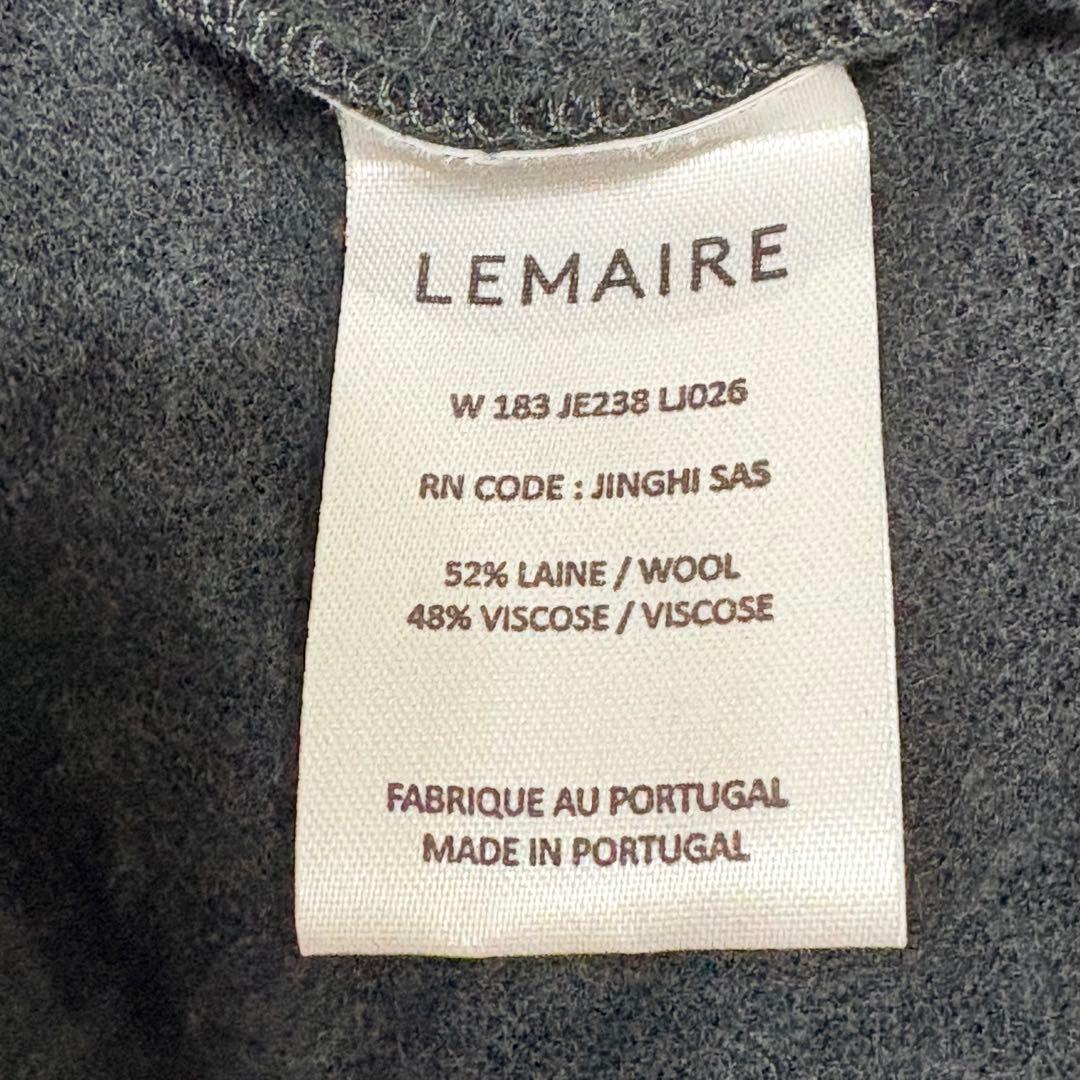 LEMAIRE
W 183 JE238 LJ026
RN CODE : JINGHI SAS
52% LAINE / WOOL
48% VISCOSE / VISCOSE
FABRIQUE AU PORTUGAL
MADE IN PORTUGAL